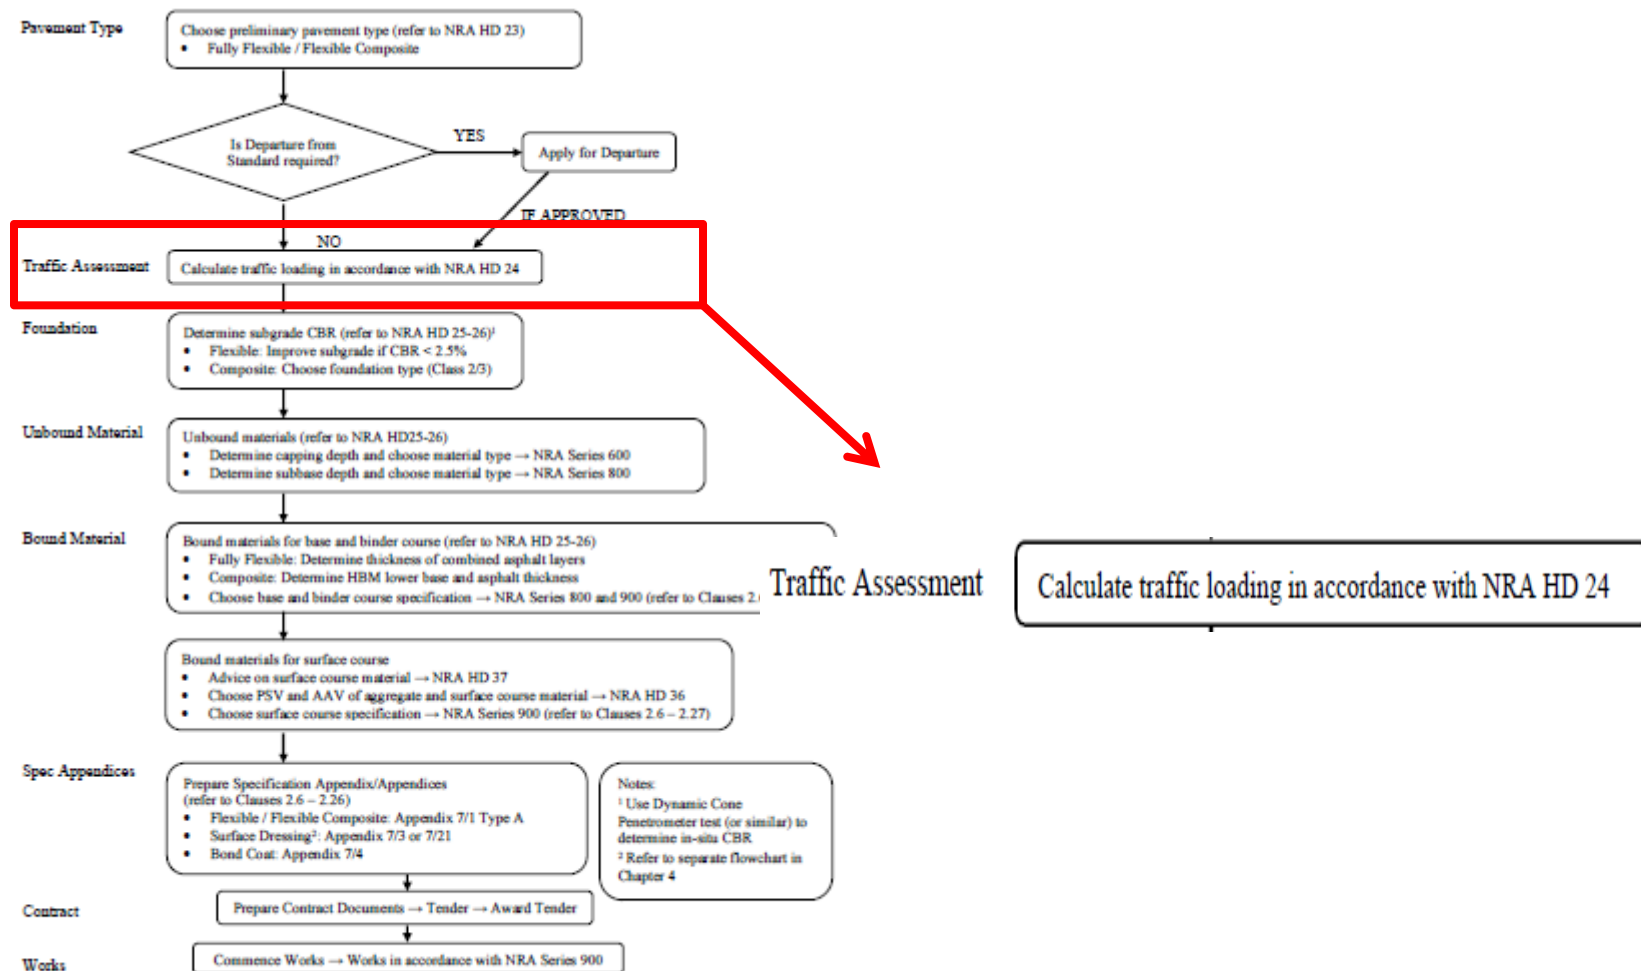 Pavement Type
Choose preliminary pavement type (refer to NRA HD 23)
• Fully Flexible / Flexible Composite
Is Departure from
Standard required?
YES
Apply for Departure
IF APPROVED
NO
Traffic Assessment
Calculate traffic loading in accordance with NRA HD 24
Foundation
Determine subgrade CBR (refer to NRA HD 25-26)¹
• Flexible: Improve subgrade if CBR < 2.5%
• Composite: Choose foundation type (Class 2/3)
Unbound Material
Unbound materials (refer to NRA HD25-26)
• Determine capping depth and choose material type → NRA Series 600
• Determine subbase depth and choose material type → NRA Series 800
Bound Material
Bound materials for base and binder course (refer to NRA HD 25-26)
• Fully Flexible: Determine thickness of combined asphalt layers
• Composite: Determine HBM lower base and asphalt thickness
• Choose base and binder course specification → NRA Series 800 and 900 (refer to Clauses 2.
Traffic Assessment
Calculate traffic loading in accordance with NRA HD 24
Bound materials for surface course
• Advice on surface course material → NRA HD 37
• Choose PSV and AAV of aggregate and surface course material → NRA HD 36
• Choose surface course specification → NRA Series 900 (refer to Clauses 2.6 – 2.27)
Spec Appendices
Prepare Specification Appendix/Appendices
(refer to Clauses 2.6 – 2.26)
• Flexible / Flexible Composite: Appendix 7/1 Type A
• Surface Dressing²: Appendix 7/3 or 7/21
• Bond Coat: Appendix 7/4
Notes:
¹ Use Dynamic Cone
Penetrometer test (or similar) to
determine in-situ CBR
² Refer to separate flowchart in
Chapter 4
Contract
Prepare Contract Documents → Tender → Award Tender
Works
Commence Works → Works in accordance with NRA Series 900